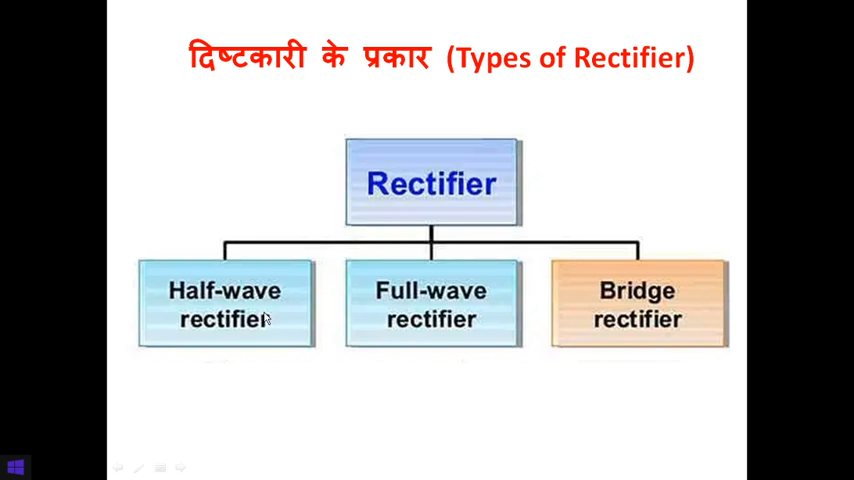 दिष्टकारी के प्रकार (Types of Rectifier)
Rectifier
Half-wave
rectifier
Full-wave
rectifier
Bridge
rectifier